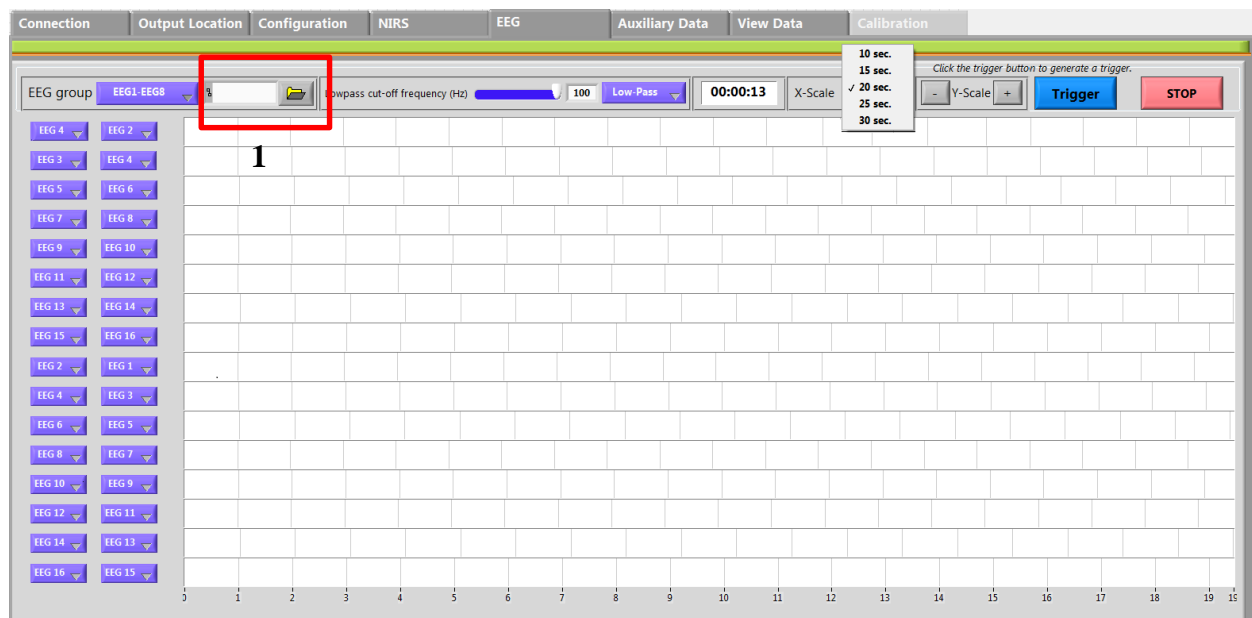 Connection Output Location Configuration NIRS EEG Auxiliary Data View Data Calibration
10 sec.
15 sec.
✓ 20 sec.
25 sec.
30 sec.
Click the trigger button to generate a trigger.
EEG group EEG1-EEG8 % Lowpass cut-off frequency (Hz) 100 Low-Pass 00:00:13 X-Scale - Y-Scale + Trigger STOP
1
EEG 4 EEG 2
EEG 3 EEG 4
EEG 5 EEG 6
EEG 7 EEG 8
EEG 9 EEG 10
EEG 11 EEG 12
EEG 13 EEG 14
EEG 15 EEG 16
EEG 2 EEG 1
EEG 4 EEG 3
EEG 6 EEG 5
EEG 8 EEG 7
EEG 10 EEG 9
EEG 12 EEG 11
EEG 14 EEG 13
EEG 16 EEG 15
0 1 2 3 4 5 6 7 8 9 10 11 12 13 14 15 16 17 18 19 19